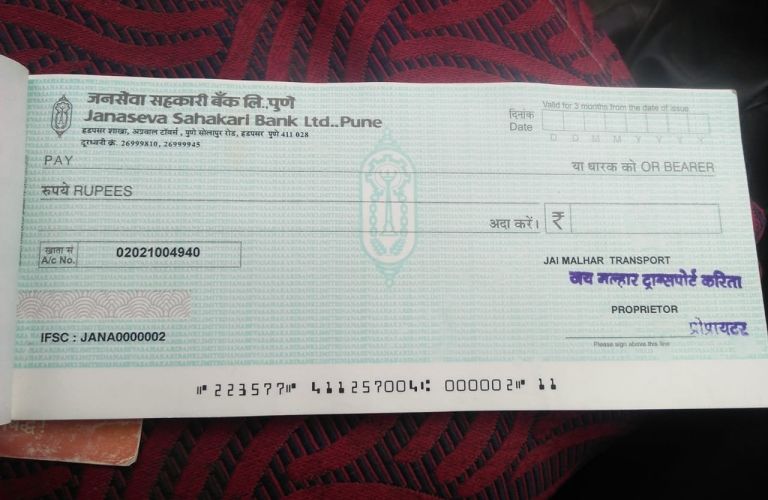 जनसेवा सहकारी बँक लि.,पुणे
Janaseva Sahakari Bank Ltd..Pune
हडपसर शाखा, अग्रवाल टॉवर्स, पुणे सोलापूर रोड, हडपसर पुणे 411 028
दूरध्वनी क्रं. 26999810, 26999945
Valid for 3 months from the date of issue
दिनांक
Date
D D M M Y Y Y Y
PAY
या धारक को OR BEARER
रुपये RUPEES
अदा करें। ₹
खाता सं
A/c No.
02021004940
JAI MALHAR TRANSPORT
जय मल्हार ट्रान्सपोर्ट करिता
PROPRIETOR
प्रोप्रायटर
IFSC : JANA0000002
Please sign above this line
⑈223577⑈ 411257004⑆ 000002⑈ 11